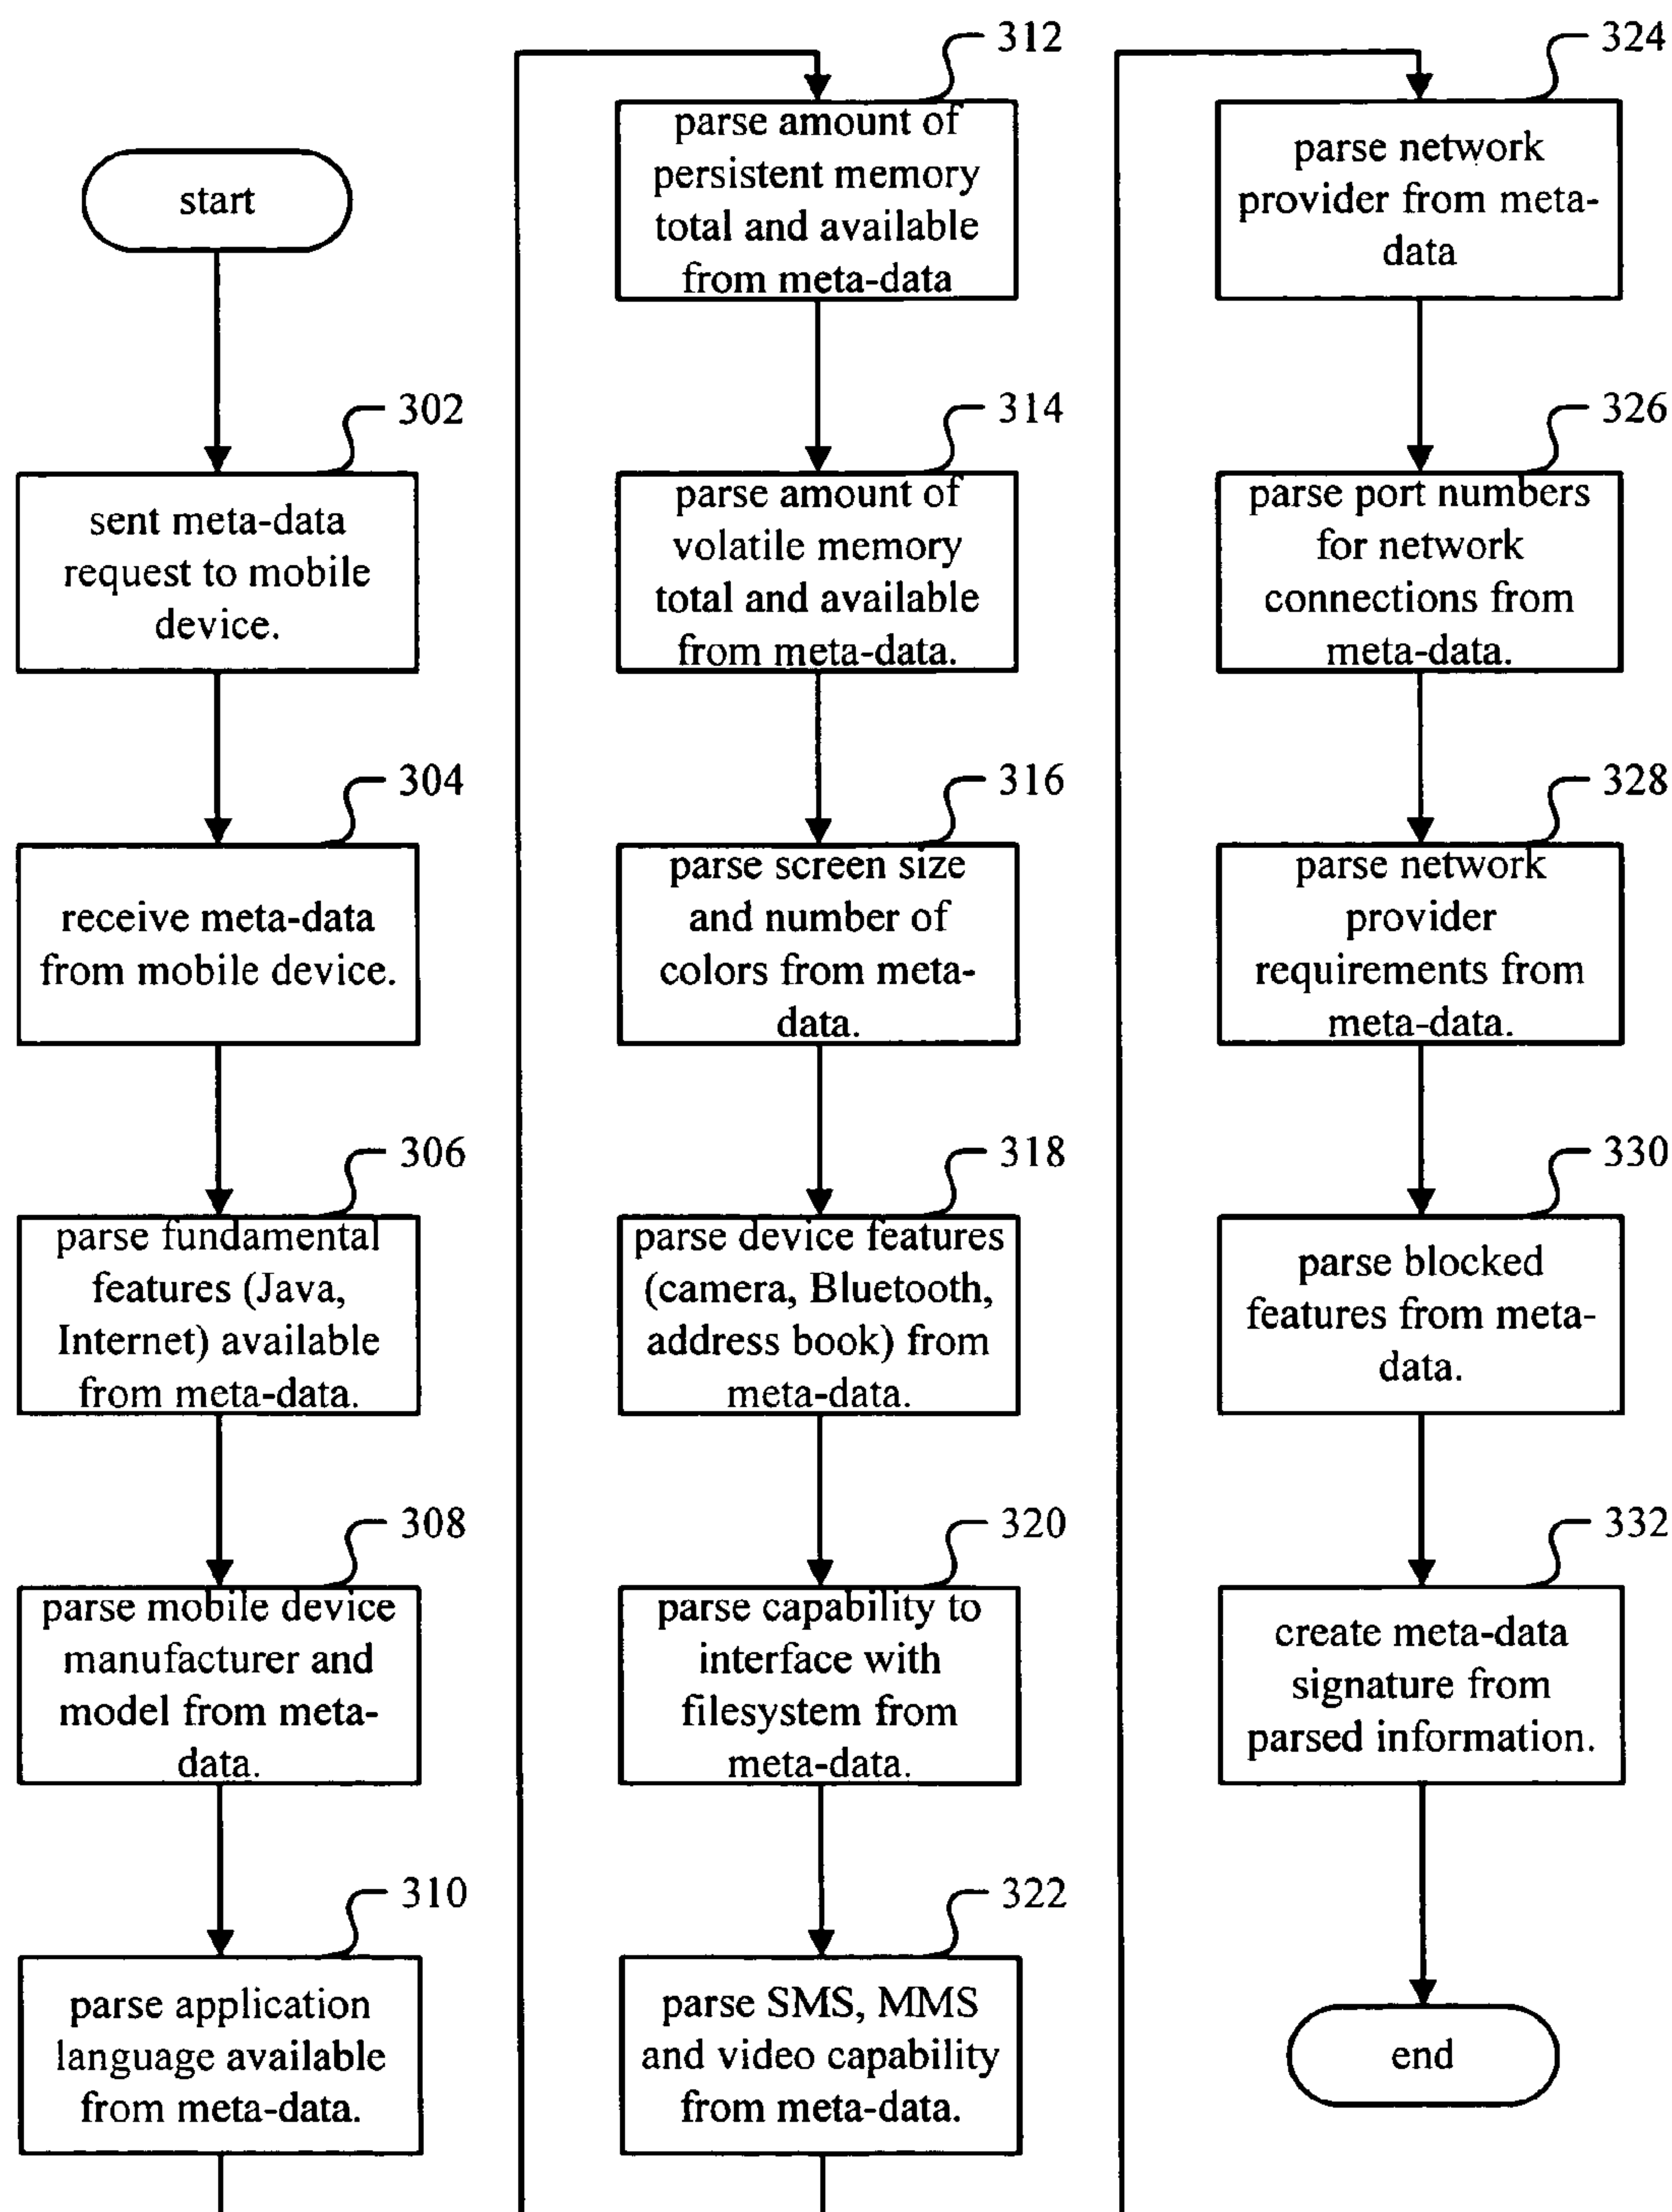 start
302
sent meta-data
request to mobile
device.
304
receive meta-data
from mobile device.
306
parse fundamental
features (Java,
Internet) available
from meta-data.
308
parse mobile device
manufacturer and
model from meta-
data.
310
parse application
language available
from meta-data.
312
parse amount of
persistent memory
total and available
from meta-data
314
parse amount of
volatile memory
total and available
from meta-data.
316
parse screen size
and number of
colors from meta-
data.
318
parse device features
(camera, Bluetooth,
address book) from
meta-data.
320
parse capability to
interface with
filesystem from
meta-data.
322
parse SMS, MMS
and video capability
from meta-data.
324
parse network
provider from meta-
data
326
parse port numbers
for network
connections from
meta-data.
328
parse network
provider
requirements from
meta-data.
330
parse blocked
features from meta-
data.
332
create meta-data
signature from
parsed information.
end